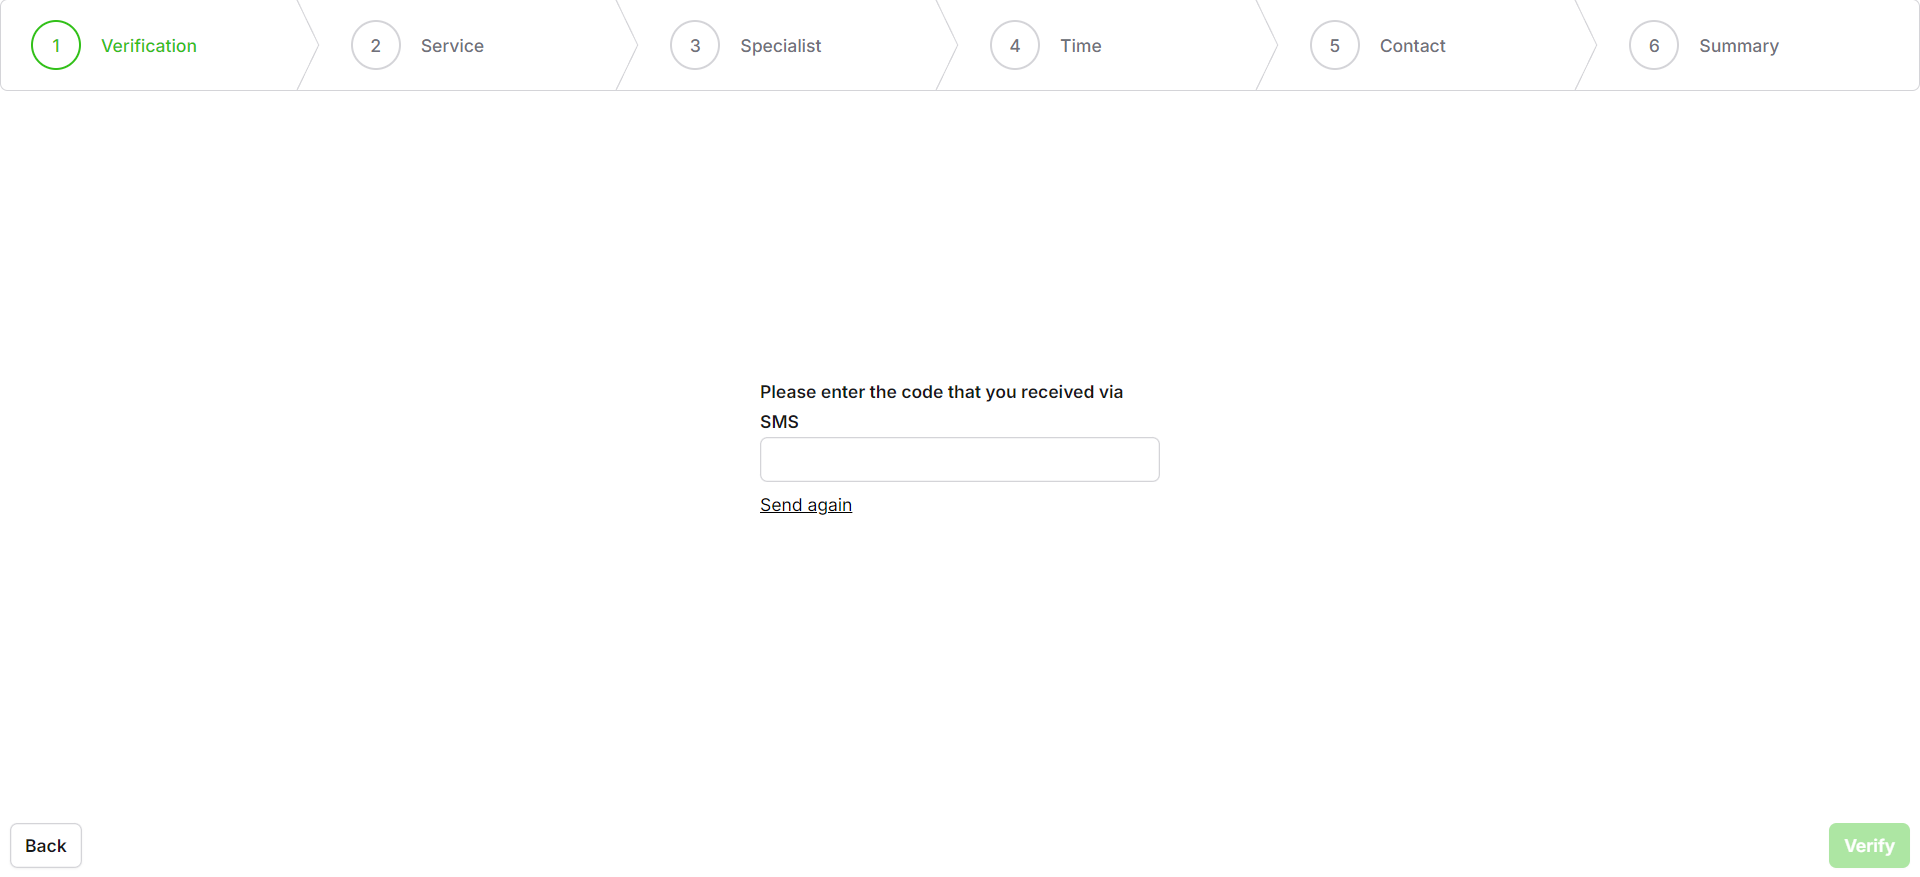 1 Verification 2 Service 3 Specialist 4 Time 5 Contact 6 Summary
Please enter the code that you received via
SMS
Send again
Back Verify